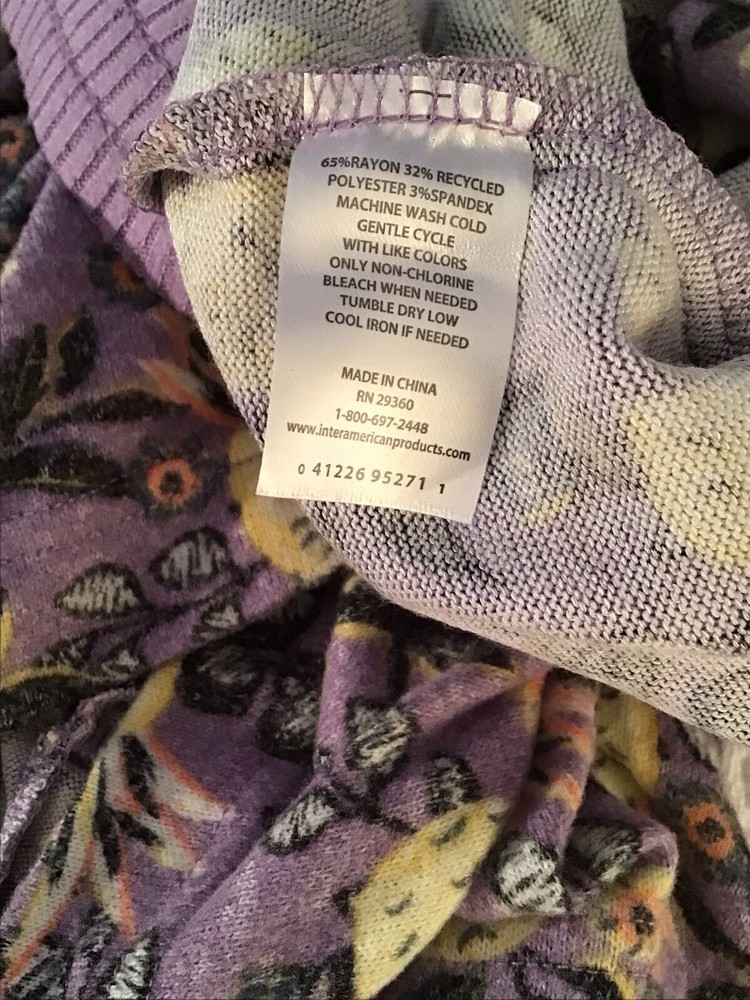 65%RAYON 32% RECYCLED
POLYESTER 3%SPANDEX
MACHINE WASH COLD
GENTLE CYCLE
WITH LIKE COLORS
ONLY NON-CHLORINE
BLEACH WHEN NEEDED
TUMBLE DRY LOW
COOL IRON IF NEEDED
MADE IN CHINA
RN 29360
1-800-697-2448
www.interamericanproducts.com
0 41226 95271 1